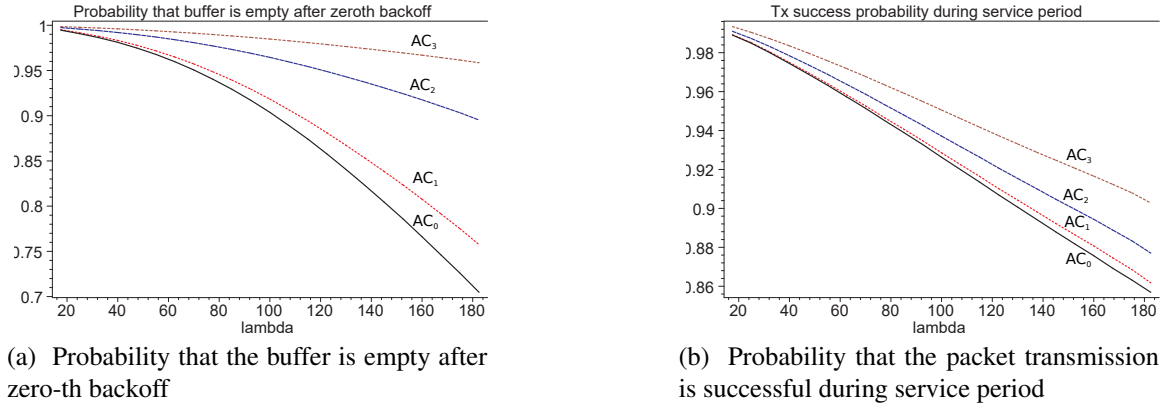 Probability that buffer is empty after zeroth backoff
1
0.95
0.9
0.85
0.8
0.75
0.7
AC3
AC2
AC1
AC0
20 40 60 80 100 120 140 160 180
lambda
(a) Probability that the buffer is empty after
zero-th backoff
Tx success probability during service period
0.98
0.96
0.94
0.92
0.9
0.88
0.86
AC3
AC2
AC1
AC0
20 40 60 80 100 120 140 160 180
lambda
(b) Probability that the packet transmission
is successful during service period